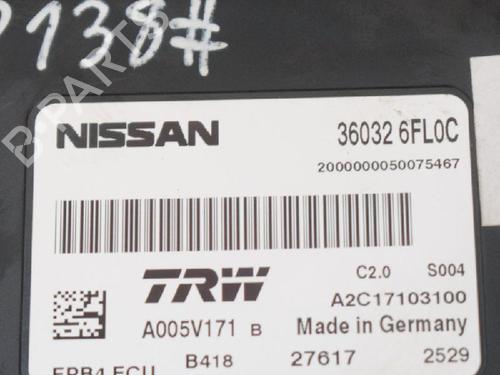 P138#
B-PARTS
NISSAN 36032 6FL0C
2000000050075467
TRW C2.0 S004
A2C17103100
A005V171 B Made in Germany
EPB4 ECU B418 27617 2529